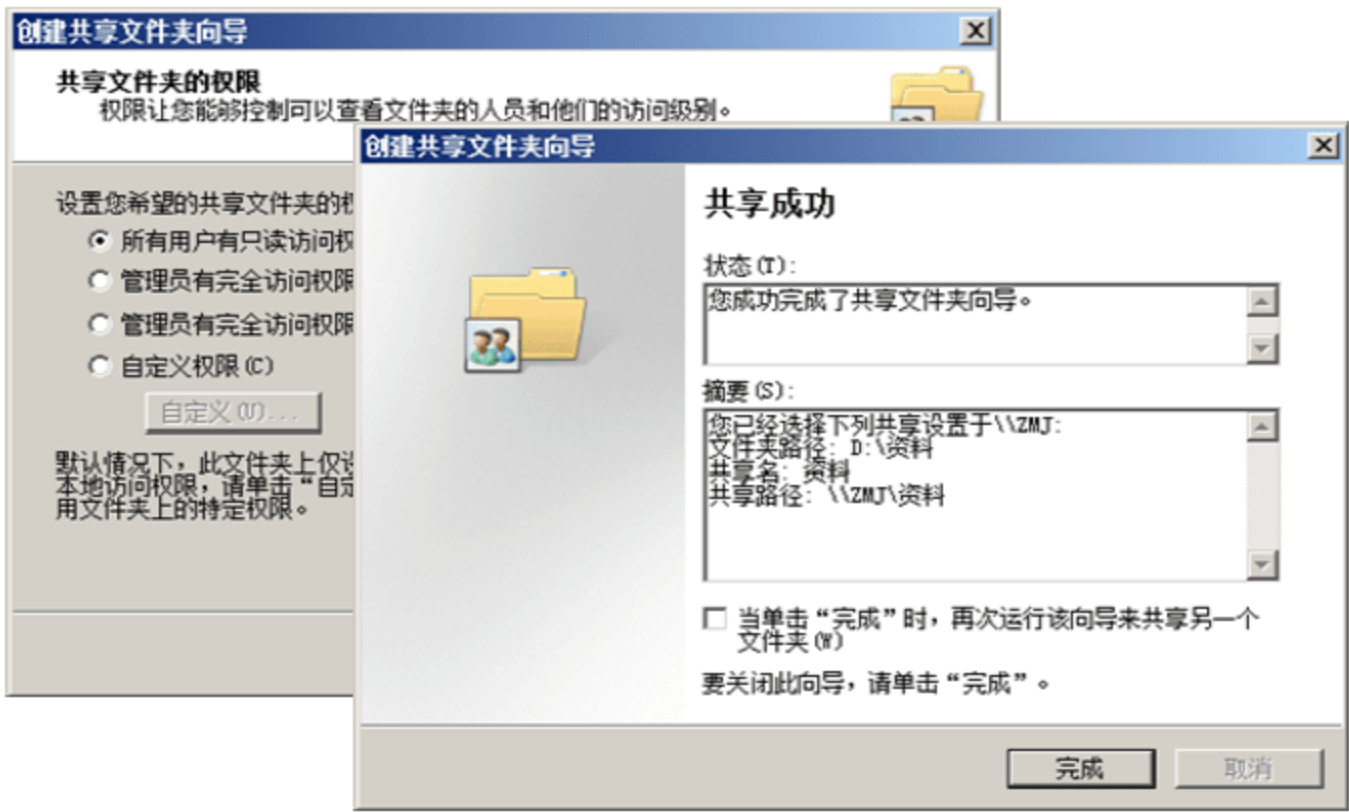 创建共享文件夹向导
共享文件夹的权限
权限让您能够控制可以查看文件夹的人员和他们的访问级别。
设置您希望的共享文件夹的
所有用户有只读访问权
管理员有完全访问权限
管理员有完全访问权限
自定义权限(C)
自定义(U)...
默认情况下，此文件夹上仅
本地访问权限，请单击“自定
用文件夹上的特定权限。
创建共享文件夹向导
共享成功
状态(T):
您成功完成了共享文件夹向导。
摘要(S):
您已经选择下列共享设置于\\ZMJ:
文件夹路径: D:\资料
共享名: 资料
共享路径: \\ZMJ\资料
当单击“完成”时，再次运行该向导来共享另一个
文件夹(W)
要关闭此向导，请单击“完成”。
完成
取消